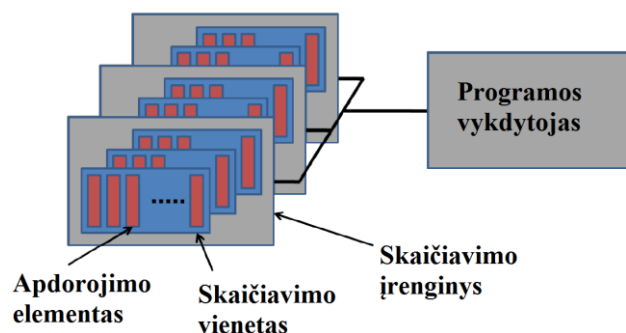 Programos
vykdytojas
Skaičiavimo
įrenginys
Apdorojimo
elementas
Skaičiavimo
vienetas